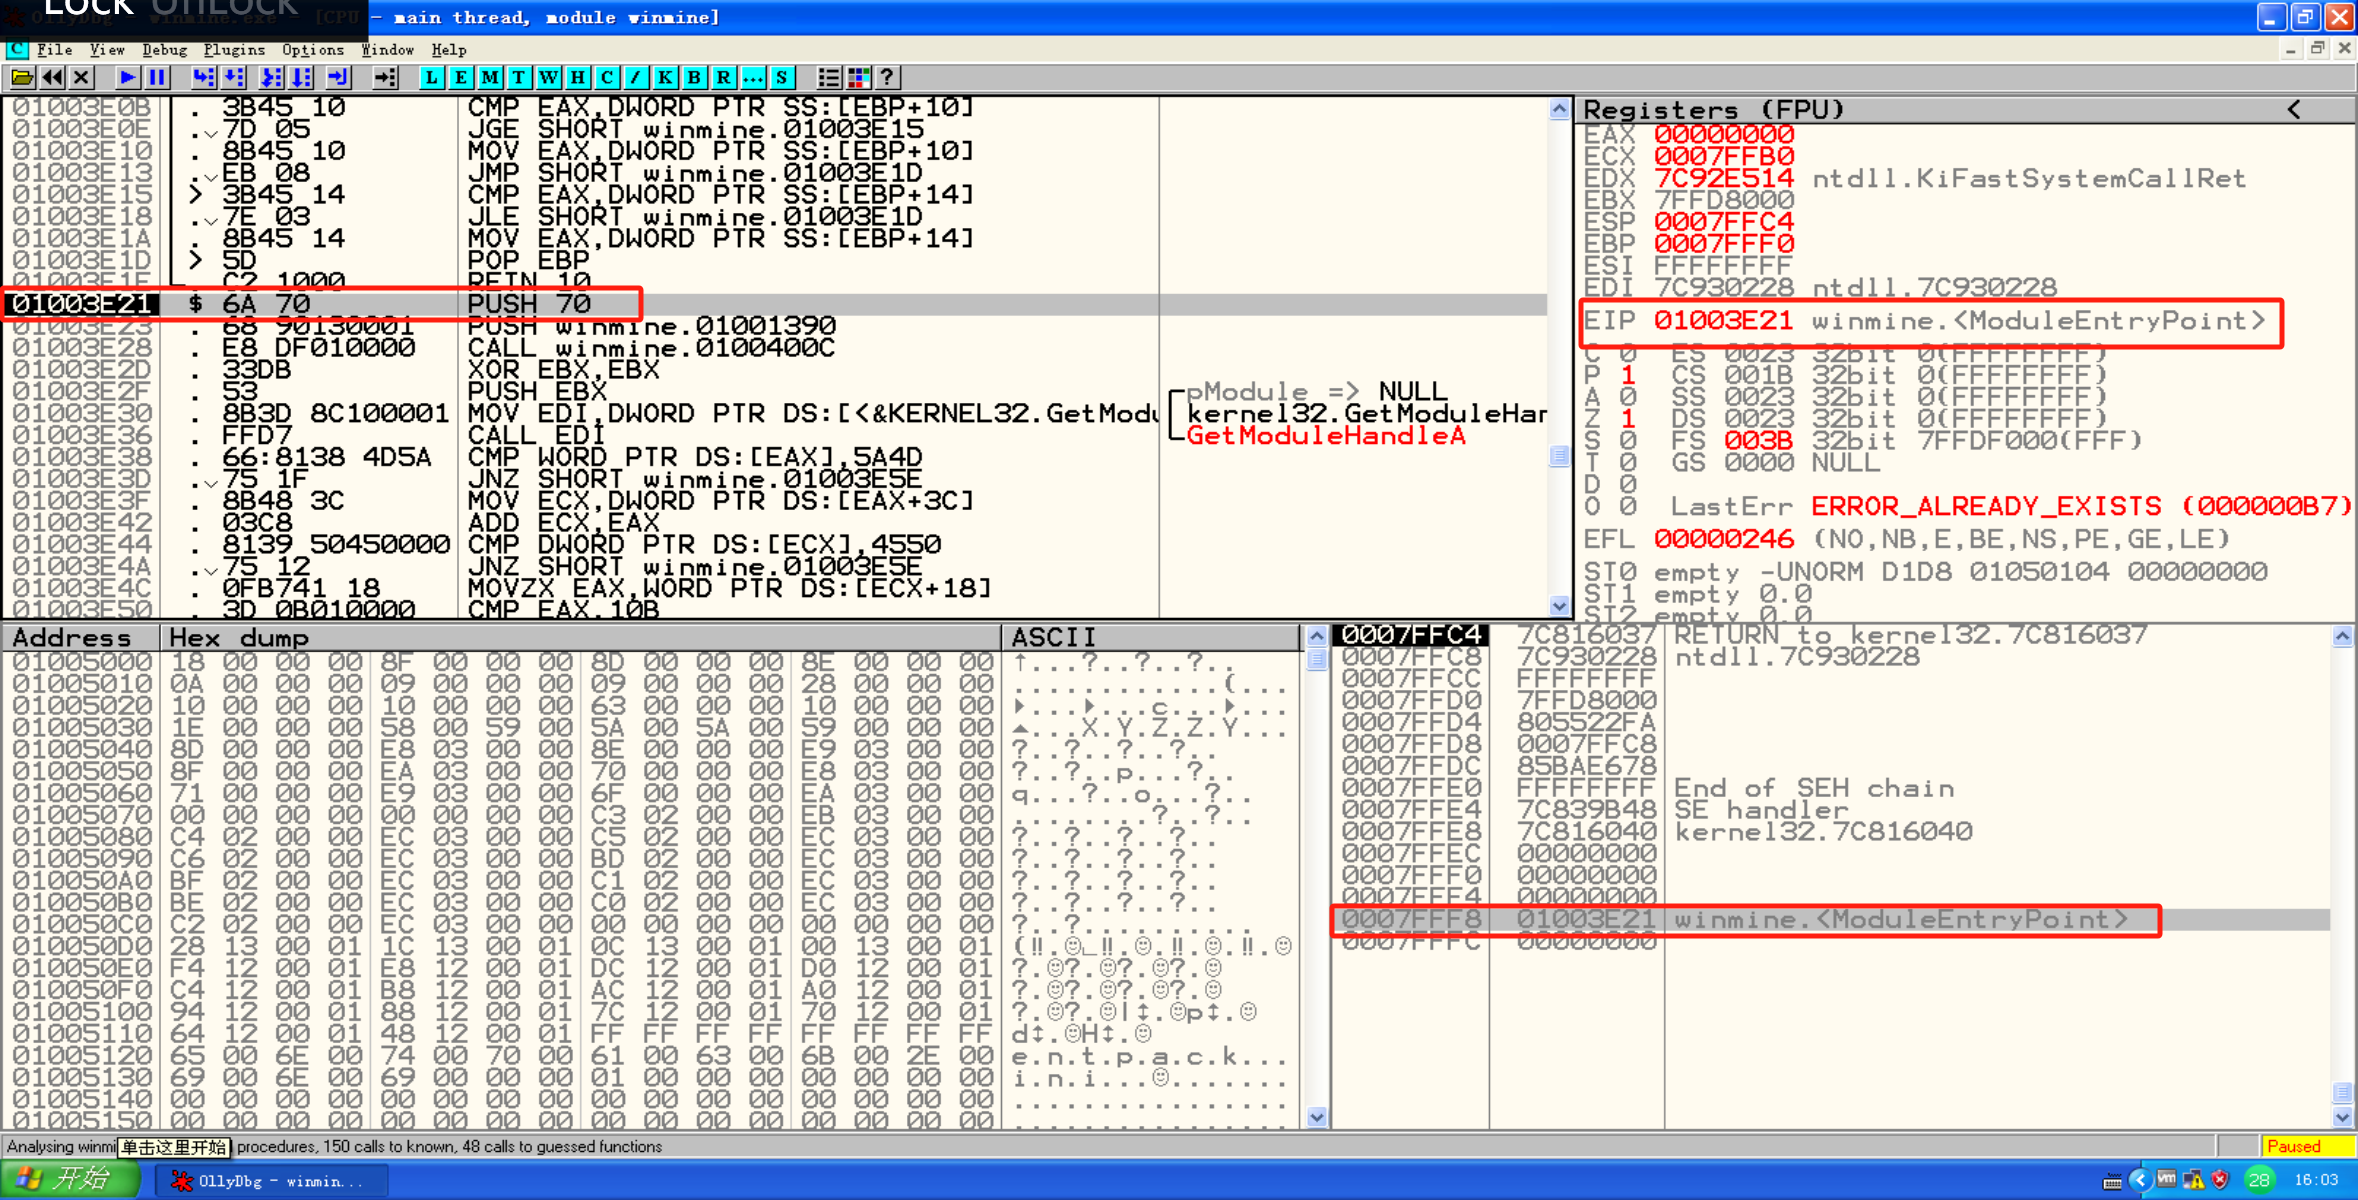 Lock UnLock
- [CPU - main thread, module winmine]
File View Debug Plugins Options Window Help
L E M T W H C / K B R ... S ?
01003E0B . 3B45 10 CMP EAX,DWORD PTR SS:[EBP+10]
01003E0E . 7D 05 JGE SHORT winmine.01003E15
01003E10 . 8B45 10 MOV EAX,DWORD PTR SS:[EBP+10]
01003E13 . EB 08 JMP SHORT winmine.01003E1D
01003E15 > 3B45 14 CMP EAX,DWORD PTR SS:[EBP+14]
01003E18 . 7E 03 JLE SHORT winmine.01003E1D
01003E1A . 8B45 14 MOV EAX,DWORD PTR SS:[EBP+14]
01003E1D > 5D POP EBP
01003E1E . C2 1000 RETN 10
01003E21 $ 6A 70 PUSH 70
01003E23 . 68 90130001 PUSH winmine.01001390
01003E28 . E8 DF010000 CALL winmine.0100400C
01003E2D . 33DB XOR EBX,EBX
01003E2F . 53 PUSH EBX pModule => NULL
01003E30 . 8B3D 8C100001 MOV EDI,DWORD PTR DS:[<&KERNEL32.GetModu kernel32.GetModuleHan
01003E36 . FFD7 CALL EDI GetModuleHandleA
01003E38 . 66:8138 4D5A CMP WORD PTR DS:[EAX],5A4D
01003E3D . 75 1F JNZ SHORT winmine.01003E5E
01003E3F . 8B48 3C MOV ECX,DWORD PTR DS:[EAX+3C]
01003E42 . 03C8 ADD ECX,EAX
01003E44 . 8139 50450000 CMP DWORD PTR DS:[ECX],4550
01003E4A . 75 12 JNZ SHORT winmine.01003E5E
01003E4C . 0FB741 18 MOVZX EAX,WORD PTR DS:[ECX+18]
01003E50 . 3D 0B010000 CMP EAX,10B
Registers (FPU) <
EAX 00000000
ECX 0007FFB0
EDX 7C92E514 ntdll.KiFastSystemCallRet
EBX 7FFD8000
ESP 0007FFC4
EBP 0007FFF0
ESI FFFFFFFF
EDI 7C930228 ntdll.7C930228
EIP 01003E21 winmine.<ModuleEntryPoint>
C 0 ES 0023 32bit 0(FFFFFFFF)
P 1 CS 001B 32bit 0(FFFFFFFF)
A 0 SS 0023 32bit 0(FFFFFFFF)
Z 1 DS 0023 32bit 0(FFFFFFFF)
S 0 FS 003B 32bit 7FFDF000(FFF)
T 0 GS 0000 NULL
D 0
O 0 LastErr ERROR_ALREADY_EXISTS (000000B7)
EFL 00000246 (NO,NB,E,BE,NS,PE,GE,LE)
ST0 empty -UNORM D1D8 01050104 00000000
ST1 empty 0.0
ST2 empty 0.0
Address Hex dump ASCII
01005000 18 00 00 00 8F 00 00 00 8D 00 00 00 8E 00 00 00 ↑...?..?..?..
01005010 0A 00 00 00 09 00 00 00 09 00 00 00 28 00 00 00 ............(...
01005020 10 00 00 00 10 00 00 00 63 00 00 00 10 00 00 00 ►...►...c...►...
01005030 1E 00 00 00 58 00 59 00 5A 00 5A 00 59 00 00 00 ▲...X.Y.Z.Z.Y...
01005040 8D 00 00 00 E8 03 00 00 8E 00 00 00 E9 03 00 00 ?..?..?..?.
01005050 8F 00 00 00 EA 03 00 00 70 00 00 00 E8 03 00 00 ?..?..p...?..
01005060 71 00 00 00 E9 03 00 00 6F 00 00 00 EA 03 00 00 q...?..o...?..
01005070 00 00 00 00 00 00 00 00 C3 02 00 00 EB 03 00 00 ........?..?..
01005080 C4 02 00 00 EC 03 00 00 C5 02 00 00 EC 03 00 00 ?..?..?..?..
01005090 C6 02 00 00 EC 03 00 00 BD 02 00 00 EC 03 00 00 ?..?..?..?..
010050A0 BF 02 00 00 EC 03 00 00 C1 02 00 00 EC 03 00 00 ?..?..?..?..
010050B0 BE 02 00 00 EC 03 00 00 C0 02 00 00 EC 03 00 00 ?..?..?..?..
010050C0 C2 02 00 00 EC 03 00 00 00 00 00 00 00 00 00 00 ?..?..........
010050D0 28 13 00 01 1C 13 00 01 0C 13 00 01 00 13 00 01 (‼.☺∟‼.☺.‼.☺.‼.☺
010050E0 F4 12 00 01 E8 12 00 01 DC 12 00 01 D0 12 00 01 ?.☺?.☺?.☺?.☺
010050F0 C4 12 00 01 B8 12 00 01 AC 12 00 01 A0 12 00 01 ?.☺?.☺?.☺?.☺
01005100 94 12 00 01 88 12 00 01 7C 12 00 01 70 12 00 01 ?.☺?.☺|↕.☺p↕.☺
01005110 64 12 00 01 48 12 00 01 FF FF FF FF FF FF FF FF d↕.☺H↕.☺
01005120 65 00 6E 00 74 00 70 00 61 00 63 00 6B 00 2E 00 e.n.t.p.a.c.k...
01005130 69 00 6E 00 69 00 00 00 01 00 00 00 00 00 00 00 i.n.i...☺.......
01005140 00 00 00 00 00 00 00 00 00 00 00 00 00 00 00 00 ................
01005150 00 00 00 00 00 00 00 00 00 00 00 00 00 00 00 00 ................
0007FFC4 7C816037 RETURN to kernel32.7C816037
0007FFC8 7C930228 ntdll.7C930228
0007FFCC FFFFFFFF
0007FFD0 7FFD8000
0007FFD4 805522FA
0007FFD8 0007FFC8
0007FFDC 85BAE678
0007FFE0 FFFFFFFF End of SEH chain
0007FFE4 7C839B48 SE handler
0007FFE8 7C816040 kernel32.7C816040
0007FFEC 00000000
0007FFF0 00000000
0007FFF4 00000000
0007FFF8 01003E21 winmine.<ModuleEntryPoint>
0007FFFC 00000000
Analysing winmi 单击这里开始 procedures, 150 calls to known, 48 calls to guessed functions Paused
开始 OllyDbg - winmin... 28 16:03